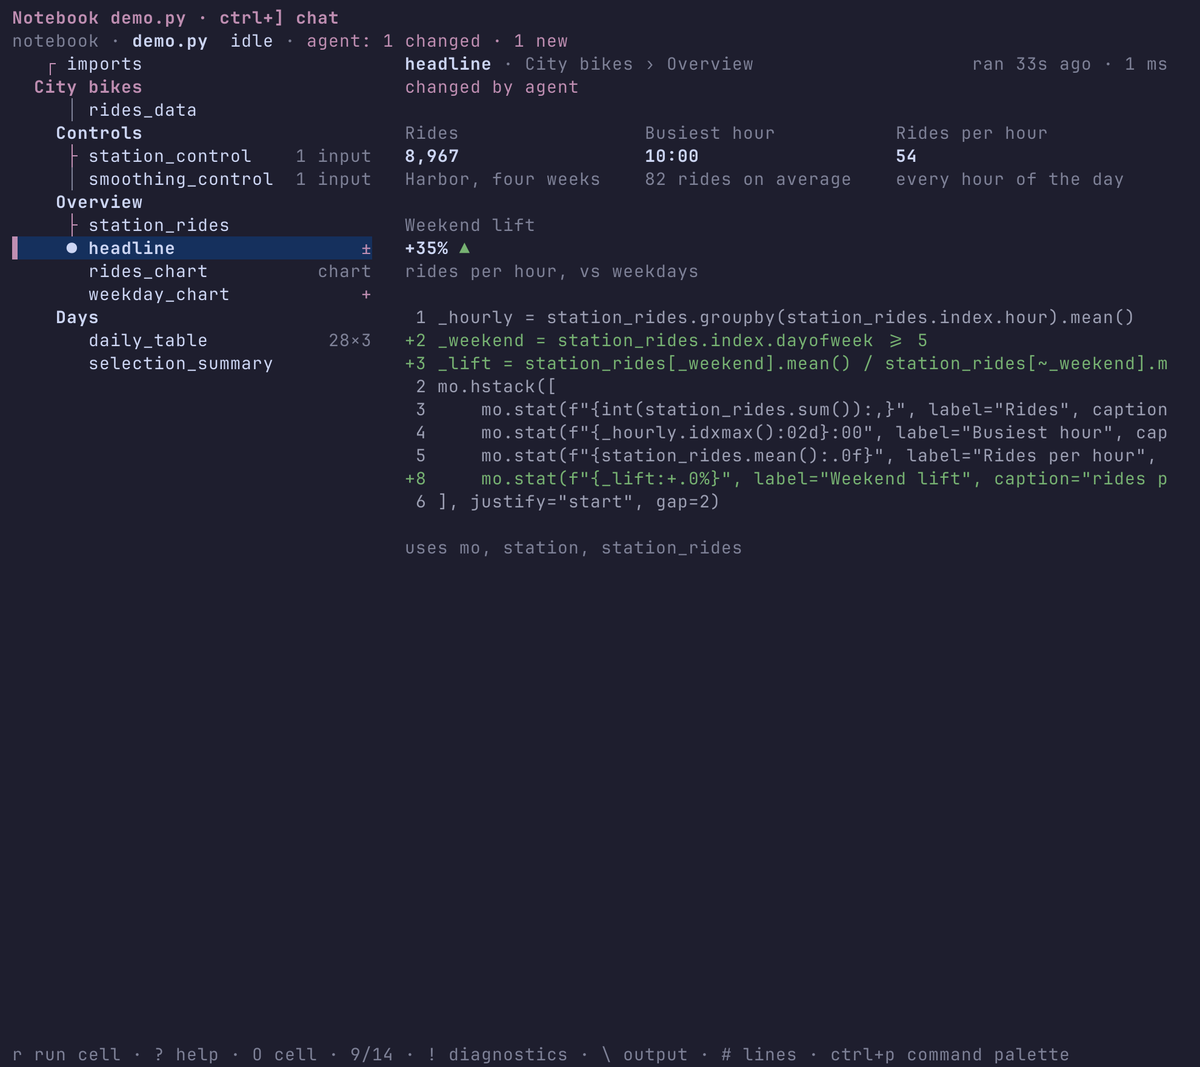 Notebook demo.py · ctrl+] chat
notebook · demo.py  idle · agent: 1 changed · 1 new
imports
City bikes
rides_data
Controls
station_control  1 input
smoothing_control  1 input
Overview
station_rides
● headline  ±
rides_chart  chart
weekday_chart  +
Days
daily_table  28×3
selection_summary
headline · City bikes › Overview  ran 33s ago · 1 ms
changed by agent
Rides  Busiest hour  Rides per hour
8,967  10:00  54
Harbor, four weeks  82 rides on average  every hour of the day
Weekend lift
+35% ▲
rides per hour, vs weekdays
1 _hourly = station_rides.groupby(station_rides.index.hour).mean()
+2 _weekend = station_rides.index.dayofweek >= 5
+3 _lift = station_rides[_weekend].mean() / station_rides[~_weekend].m
2 mo.hstack([
3     mo.stat(f"{int(station_rides.sum()):,}", label="Rides", caption
4     mo.stat(f"{_hourly.idxmax():02d}:00", label="Busiest hour", cap
5     mo.stat(f"{station_rides.mean():.0f}", label="Rides per hour",
+8     mo.stat(f"{_lift:+.0%}", label="Weekend lift", caption="rides p
6 ], justify="start", gap=2)
uses mo, station, station_rides
r run cell · ? help · O cell · 9/14 · ! diagnostics · \ output · # lines · ctrl+p command palette